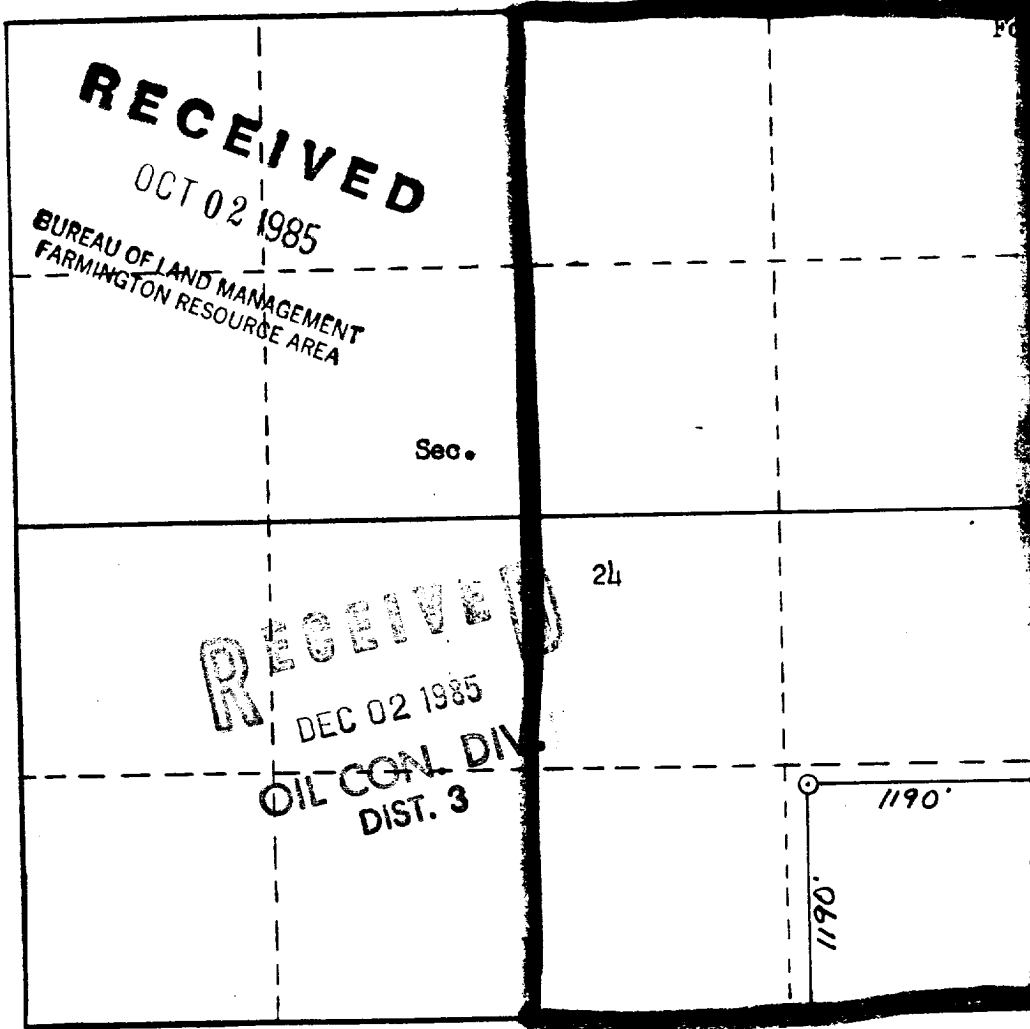 RECEIVED
OCT 02 1985
BUREAU OF LAND MANAGEMENT
FARMINGTON RESOURCE AREA
Sec.
24
RECEIVED
DEC 02 1985
OIL CON. DIV.
DIST. 3
1190'
1190'